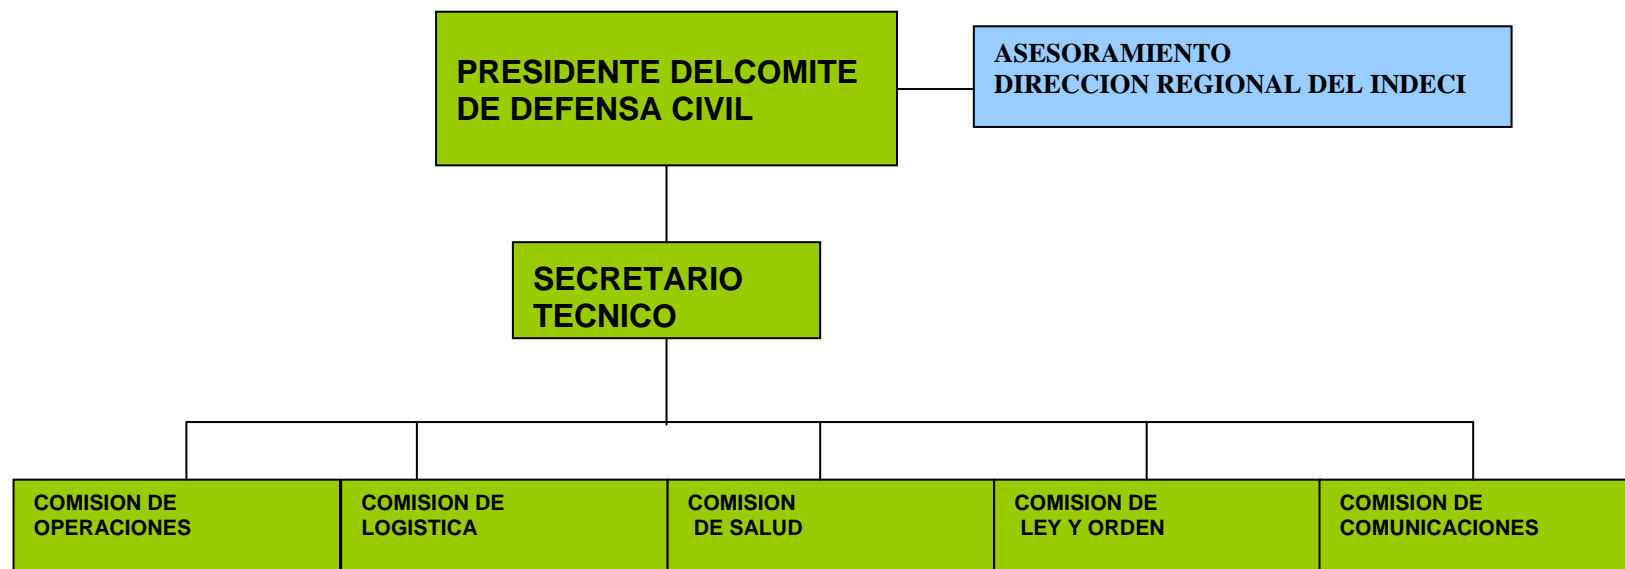 PRESIDENTE DELCOMITE
DE DEFENSA CIVIL
ASESORAMIENTO
DIRECCION REGIONAL DEL INDECI
SECRETARIO
TECNICO
COMISION DE
OPERACIONES
COMISION DE
LOGISTICA
COMISION
DE SALUD
COMISION DE
LEY Y ORDEN
COMISION DE
COMUNICACIONES